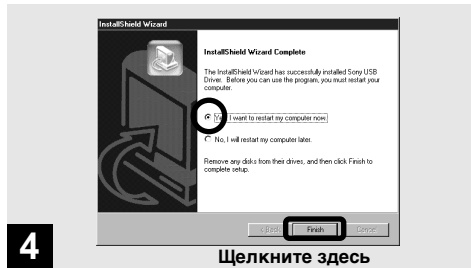 InstallShield Wizard
InstallShield Wizard Complete
The InstallShield Wizard has successfully installed Sony USB
Driver. Before you can use the program, you must restart your
computer.
Yes, I want to restart my computer now.
No, I will restart my computer later.
Remove any disks from their drives, and then click Finish to
complete setup.
< Back
Finish
Cancel
4
Щелкните здесь